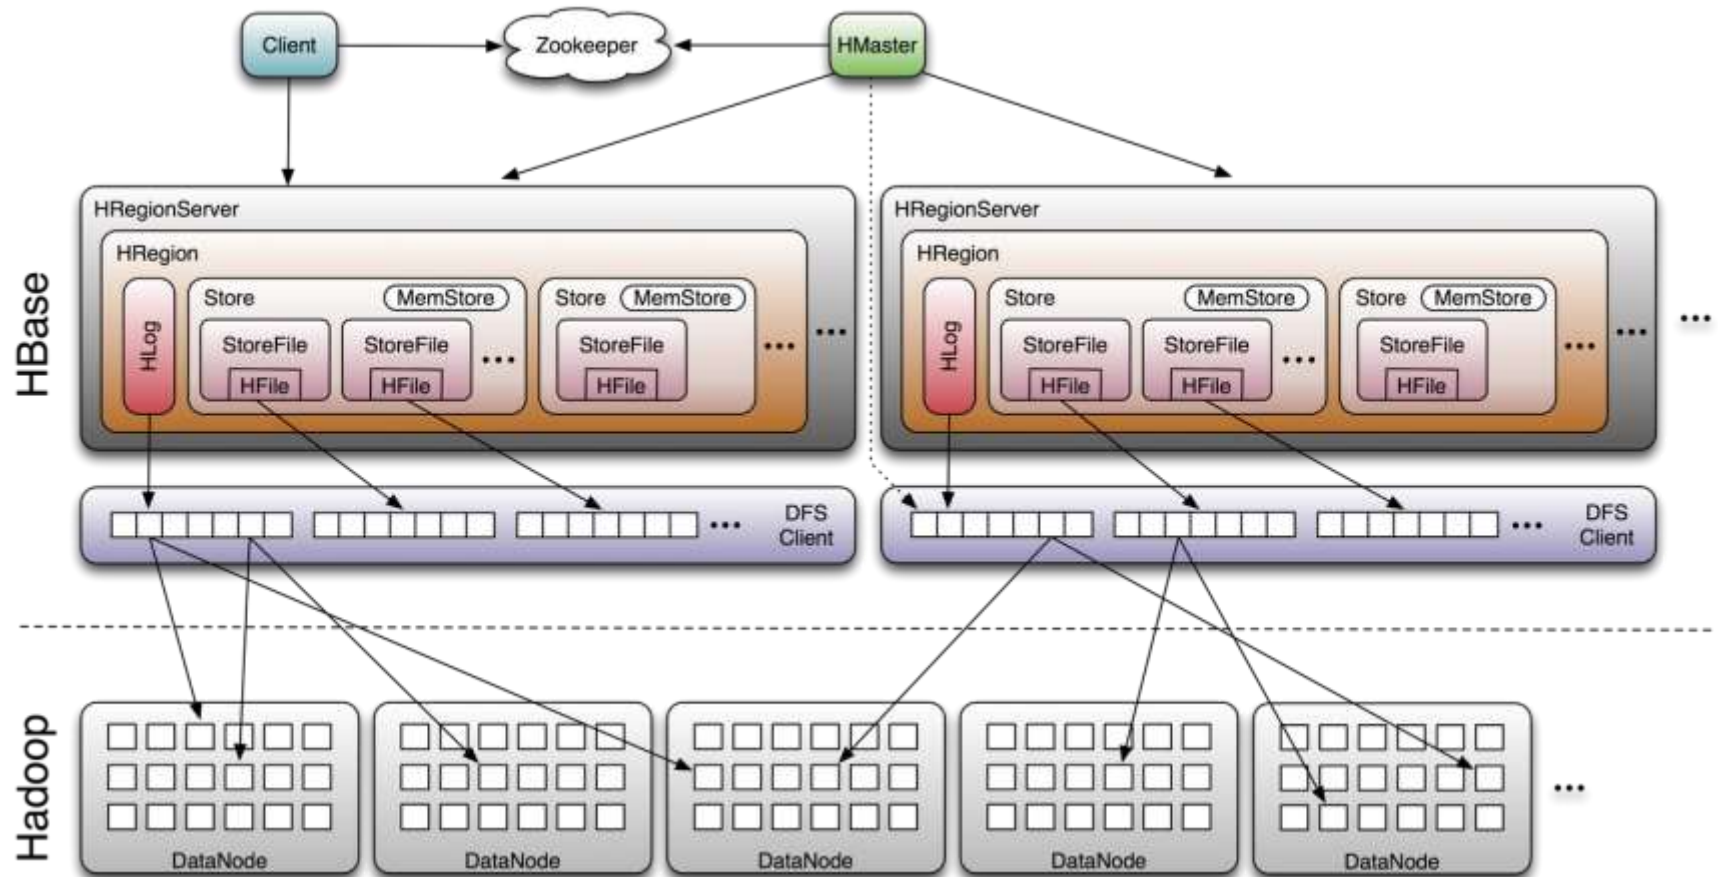 Client
Zookeeper
HMaster
HBase
HRegionServer
HRegion
HLog
Store
MemStore
StoreFile
HFile
StoreFile
HFile
...
Store
MemStore
StoreFile
HFile
...
...
HRegionServer
HRegion
HLog
Store
MemStore
StoreFile
HFile
StoreFile
HFile
...
Store
MemStore
StoreFile
HFile
...
...
...
...
DFS
Client
...
DFS
Client
Hadoop
DataNode
DataNode
DataNode
DataNode
DataNode
...